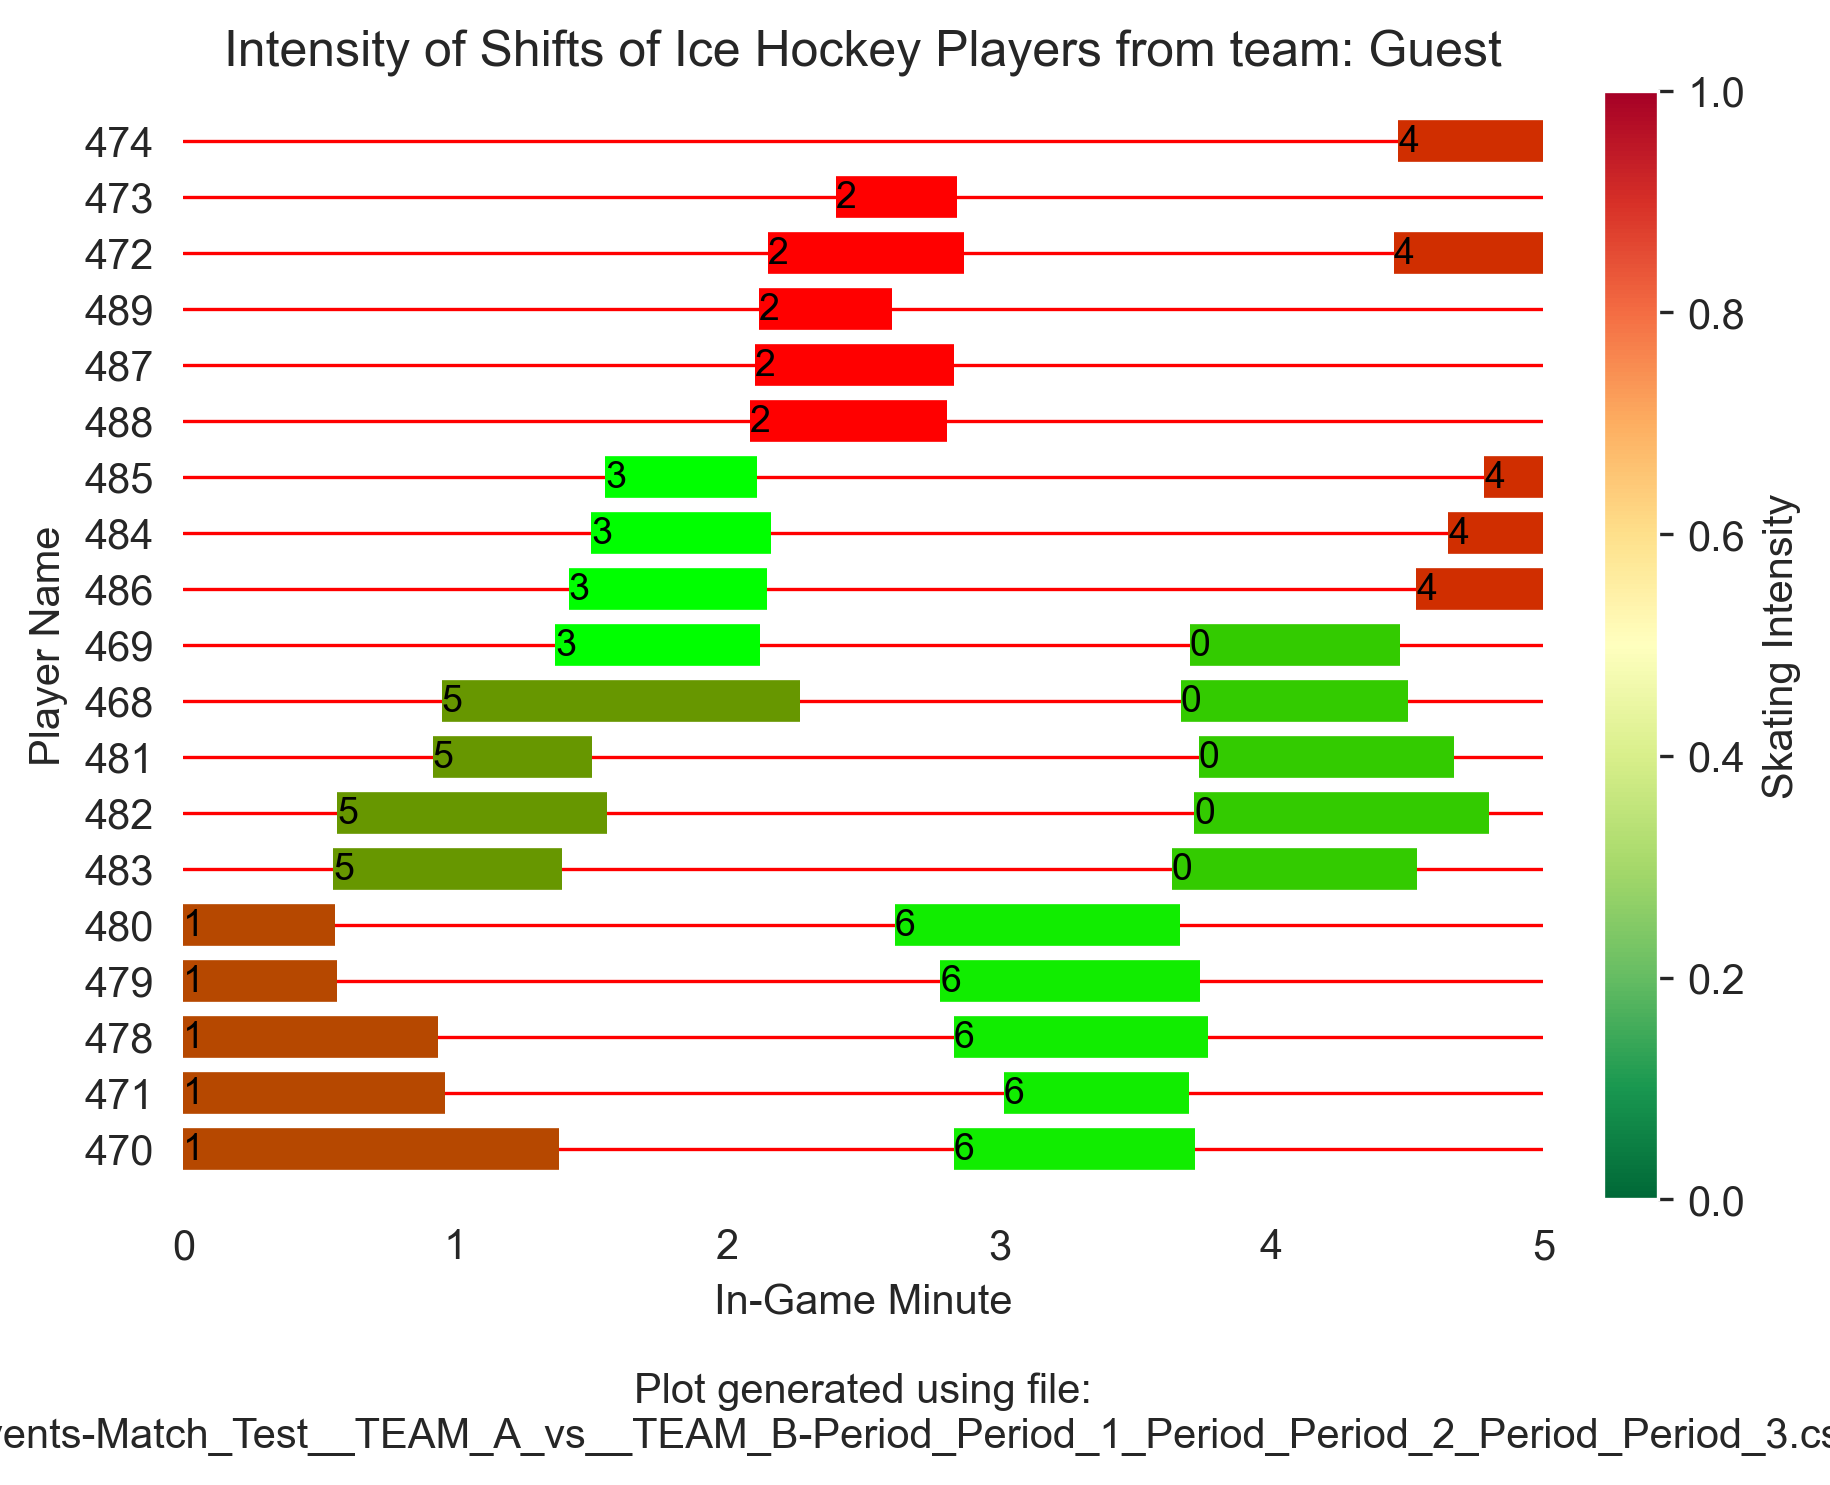 Intensity of Shifts of Ice Hockey Players from team: Guest
474 4
473 2
472 2 4
489 2
487 2
488 2
485 3 4
484 3 4
486 3 4
469 3 0
468 5 0
481 5 0
482 5 0
483 5 0
480 1 6
479 1 6
478 1 6
471 1 6
470 1 6
Player Name
0 1 2 3 4 5
In-Game Minute
1.0
0.8
0.6
0.4
0.2
0.0
Skating Intensity
Plot generated using file:
vents-Match_Test__TEAM_A_vs__TEAM_B-Period_Period_1_Period_Period_2_Period_Period_3.cs